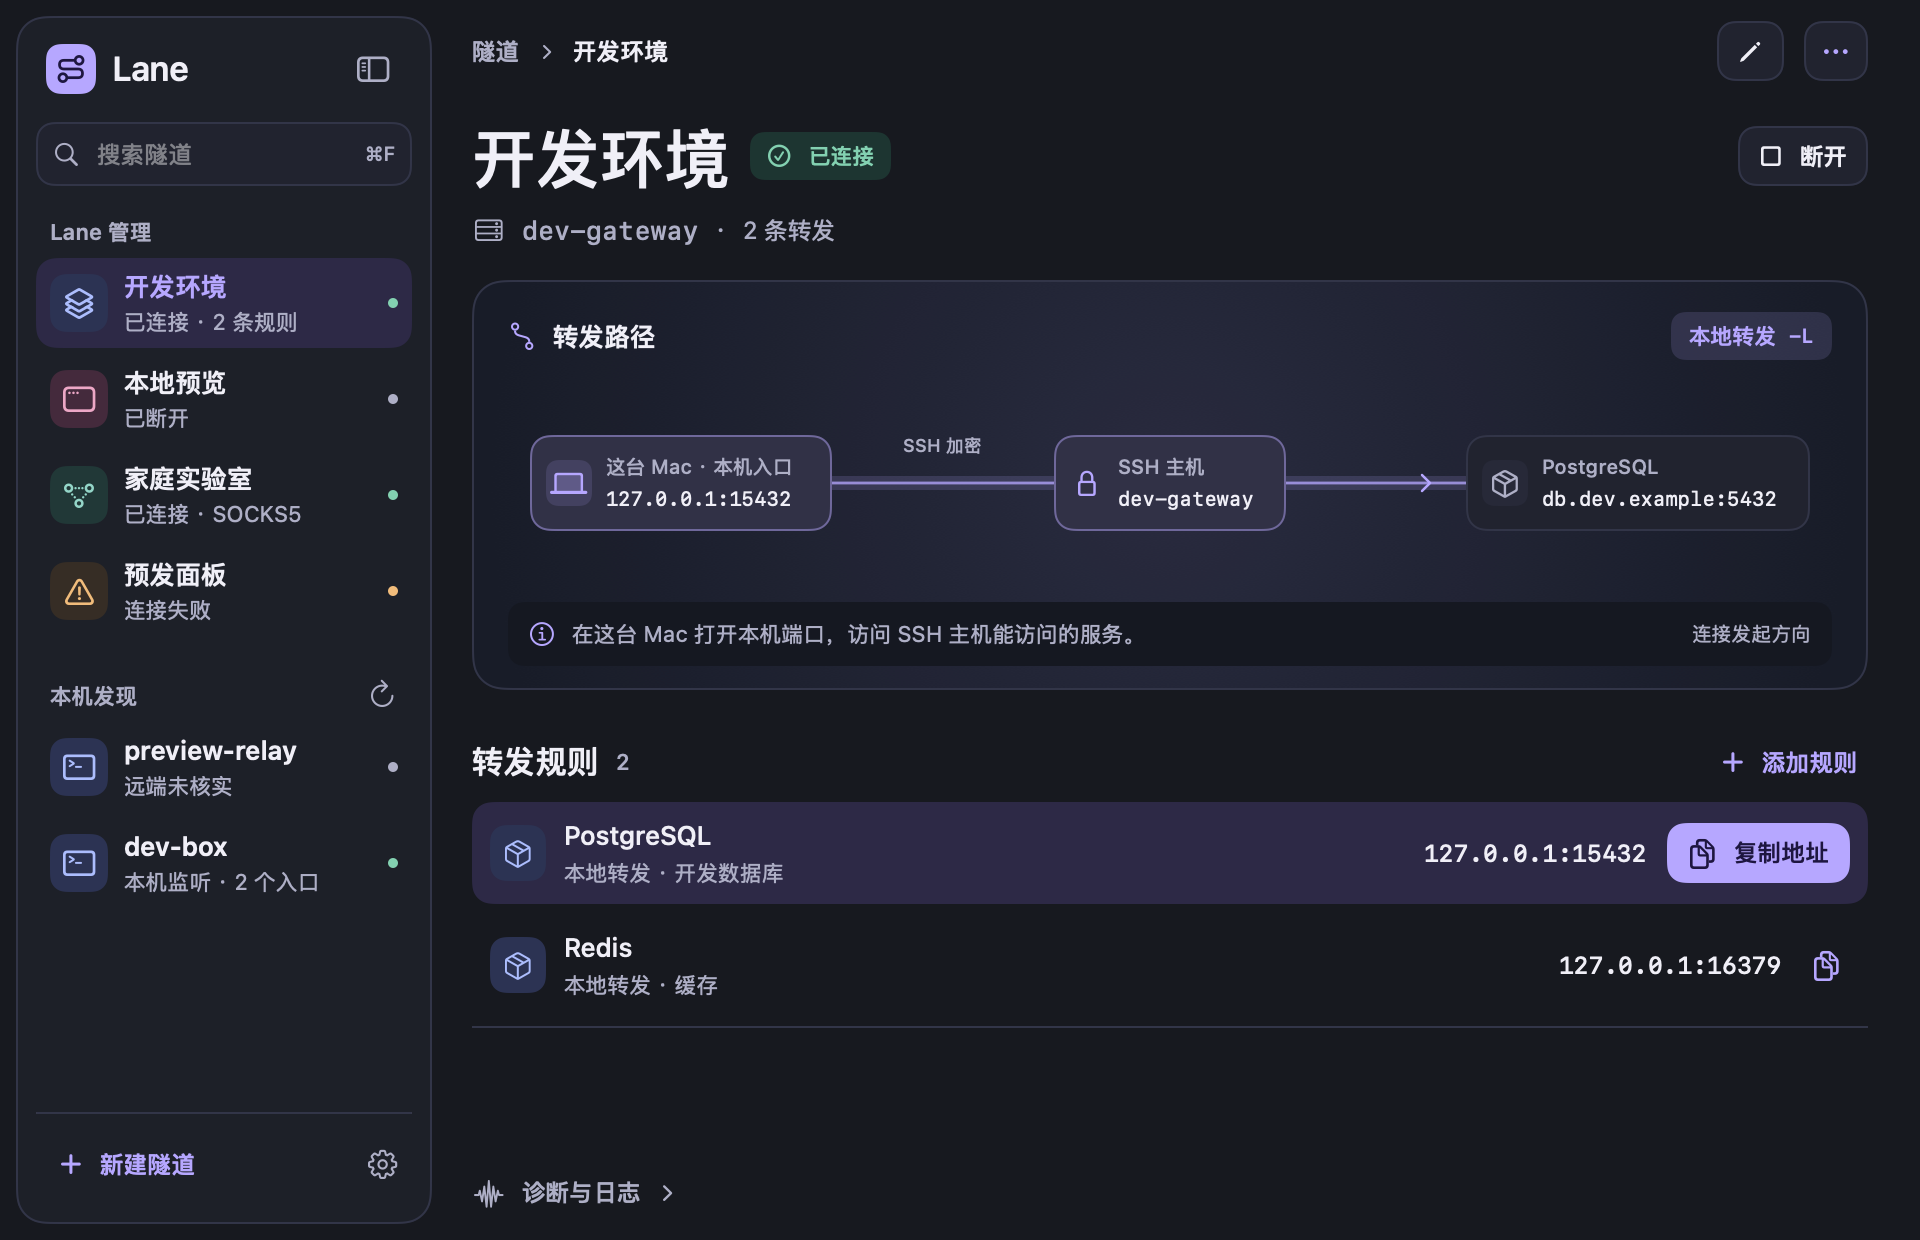 Lane
搜索隧道 ⌘F
Lane 管理
开发环境
已连接 · 2 条规则
本地预览
已断开
家庭实验室
已连接 · SOCKS5
预发面板
连接失败
本机发现
preview-relay
远端未核实
dev-box
本机监听 · 2 个入口
新建隧道
隧道 > 开发环境
开发环境 已连接
断开
dev-gateway · 2 条转发
转发路径
本地转发 -L
这台 Mac · 本机入口
127.0.0.1:15432
SSH 加密
SSH 主机
dev-gateway
PostgreSQL
db.dev.example:5432
在这台 Mac 打开本机端口，访问 SSH 主机能访问的服务。
连接发起方向
转发规则 2
添加规则
PostgreSQL
本地转发 · 开发数据库
127.0.0.1:15432
复制地址
Redis
本地转发 · 缓存
127.0.0.1:16379
诊断与日志